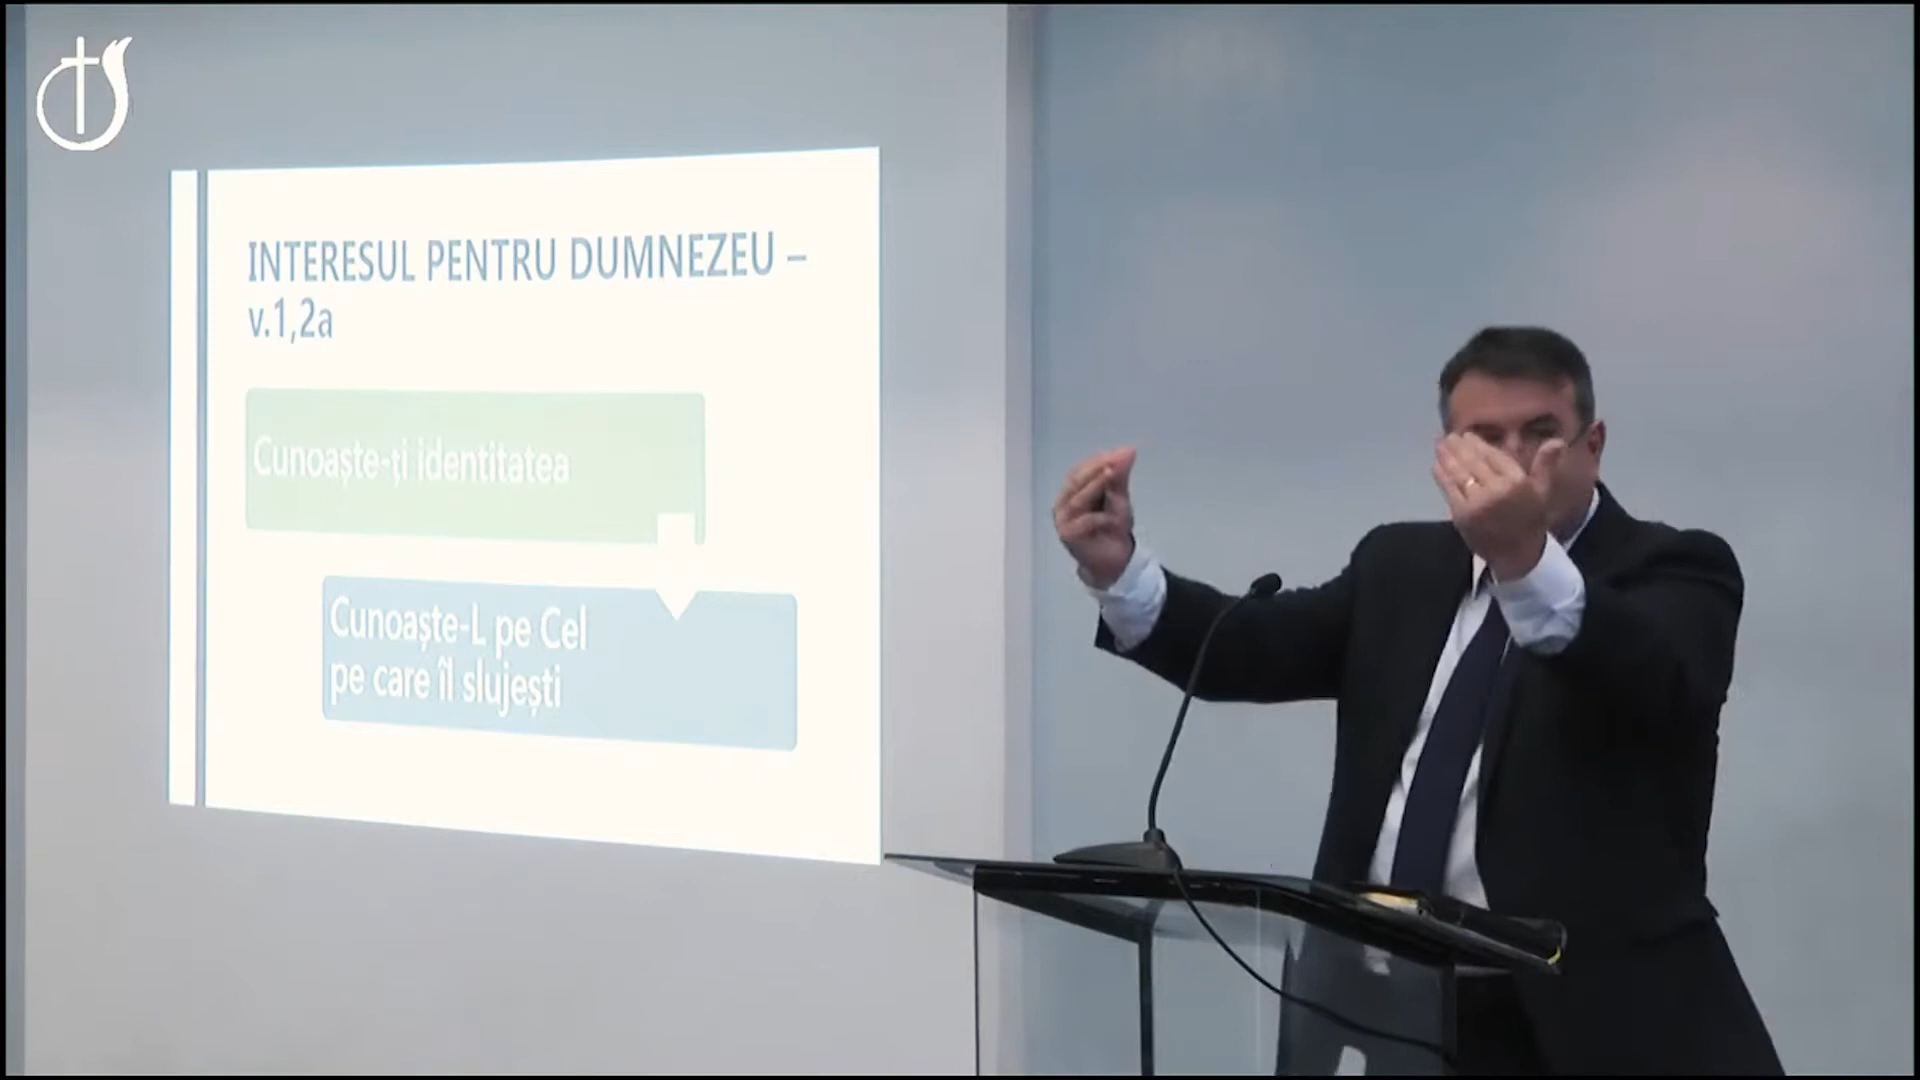 INTERESUL PENTRU DUMNEZEU –
v.1,2a
Cunoaște-ți identitatea
Cunoaște-L pe Cel
pe care îl slujești